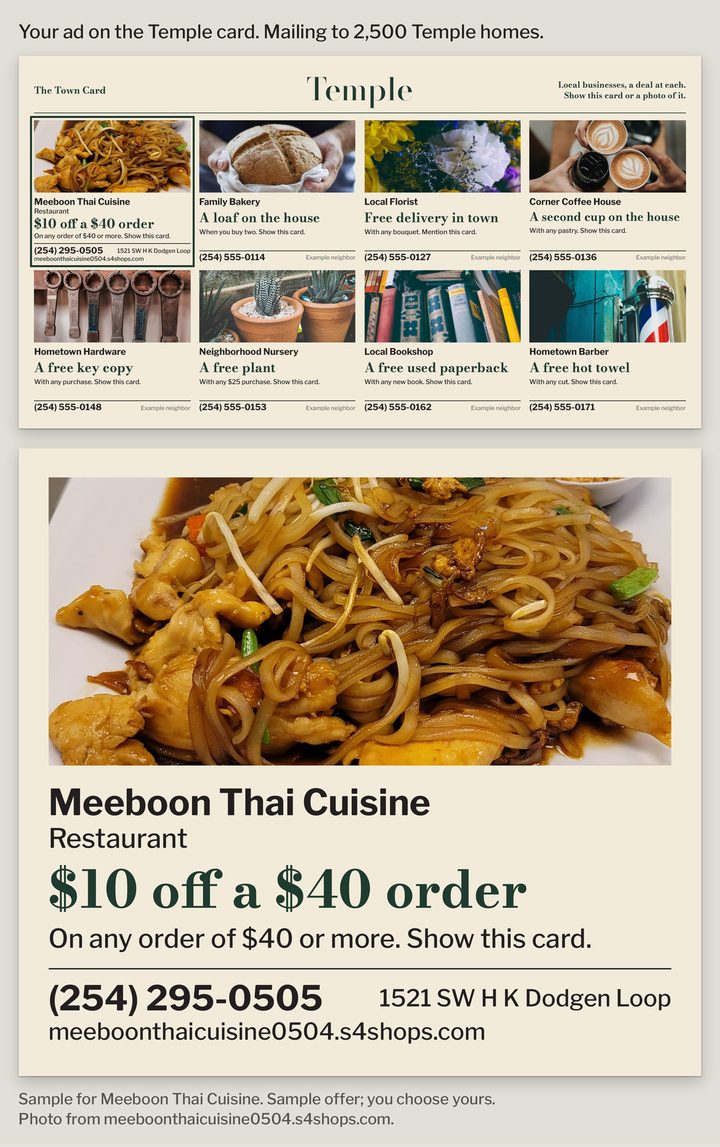 Your ad on the Temple card. Mailing to 2,500 Temple homes.
The Town Card
Temple
Local businesses, a deal at each.
Show this card or a photo of it.
Meeboon Thai Cuisine
Restaurant
$10 off a $40 order
On any order of $40 or more. Show this card.
(254) 295-0505 1521 SW H K Dodgen Loop
meeboonthaicuisine0504.s4shops.com
Family Bakery
A loaf on the house
When you buy two. Show this card.
(254) 555-0114
Local Florist
Free delivery in town
With any bouquet. Mention this card.
(254) 555-0127 Example neighbor
Corner Coffee House
A second cup on the house
With any pastry. Show this card.
(254) 555-0136 Example neighbor
Hometown Hardware
A free key copy
With any purchase. Show this card.
(254) 555-0148 Example neighbor
Neighborhood Nursery
A free plant
With any $25 purchase. Show this card.
(254) 555-0153 Example neighbor
Local Bookshop
A free used paperback
With any new book. Show this card.
(254) 555-0162 Example neighbor
Hometown Barber
A free hot towel
With any cut. Show this card.
(254) 555-0171 Example neighbor
Meeboon Thai Cuisine
Restaurant
$10 off a $40 order
On any order of $40 or more. Show this card.
(254) 295-0505 1521 SW H K Dodgen Loop
meeboonthaicuisine0504.s4shops.com
Sample for Meeboon Thai Cuisine. Sample offer; you choose yours.
Photo from meeboonthaicuisine0504.s4shops.com.